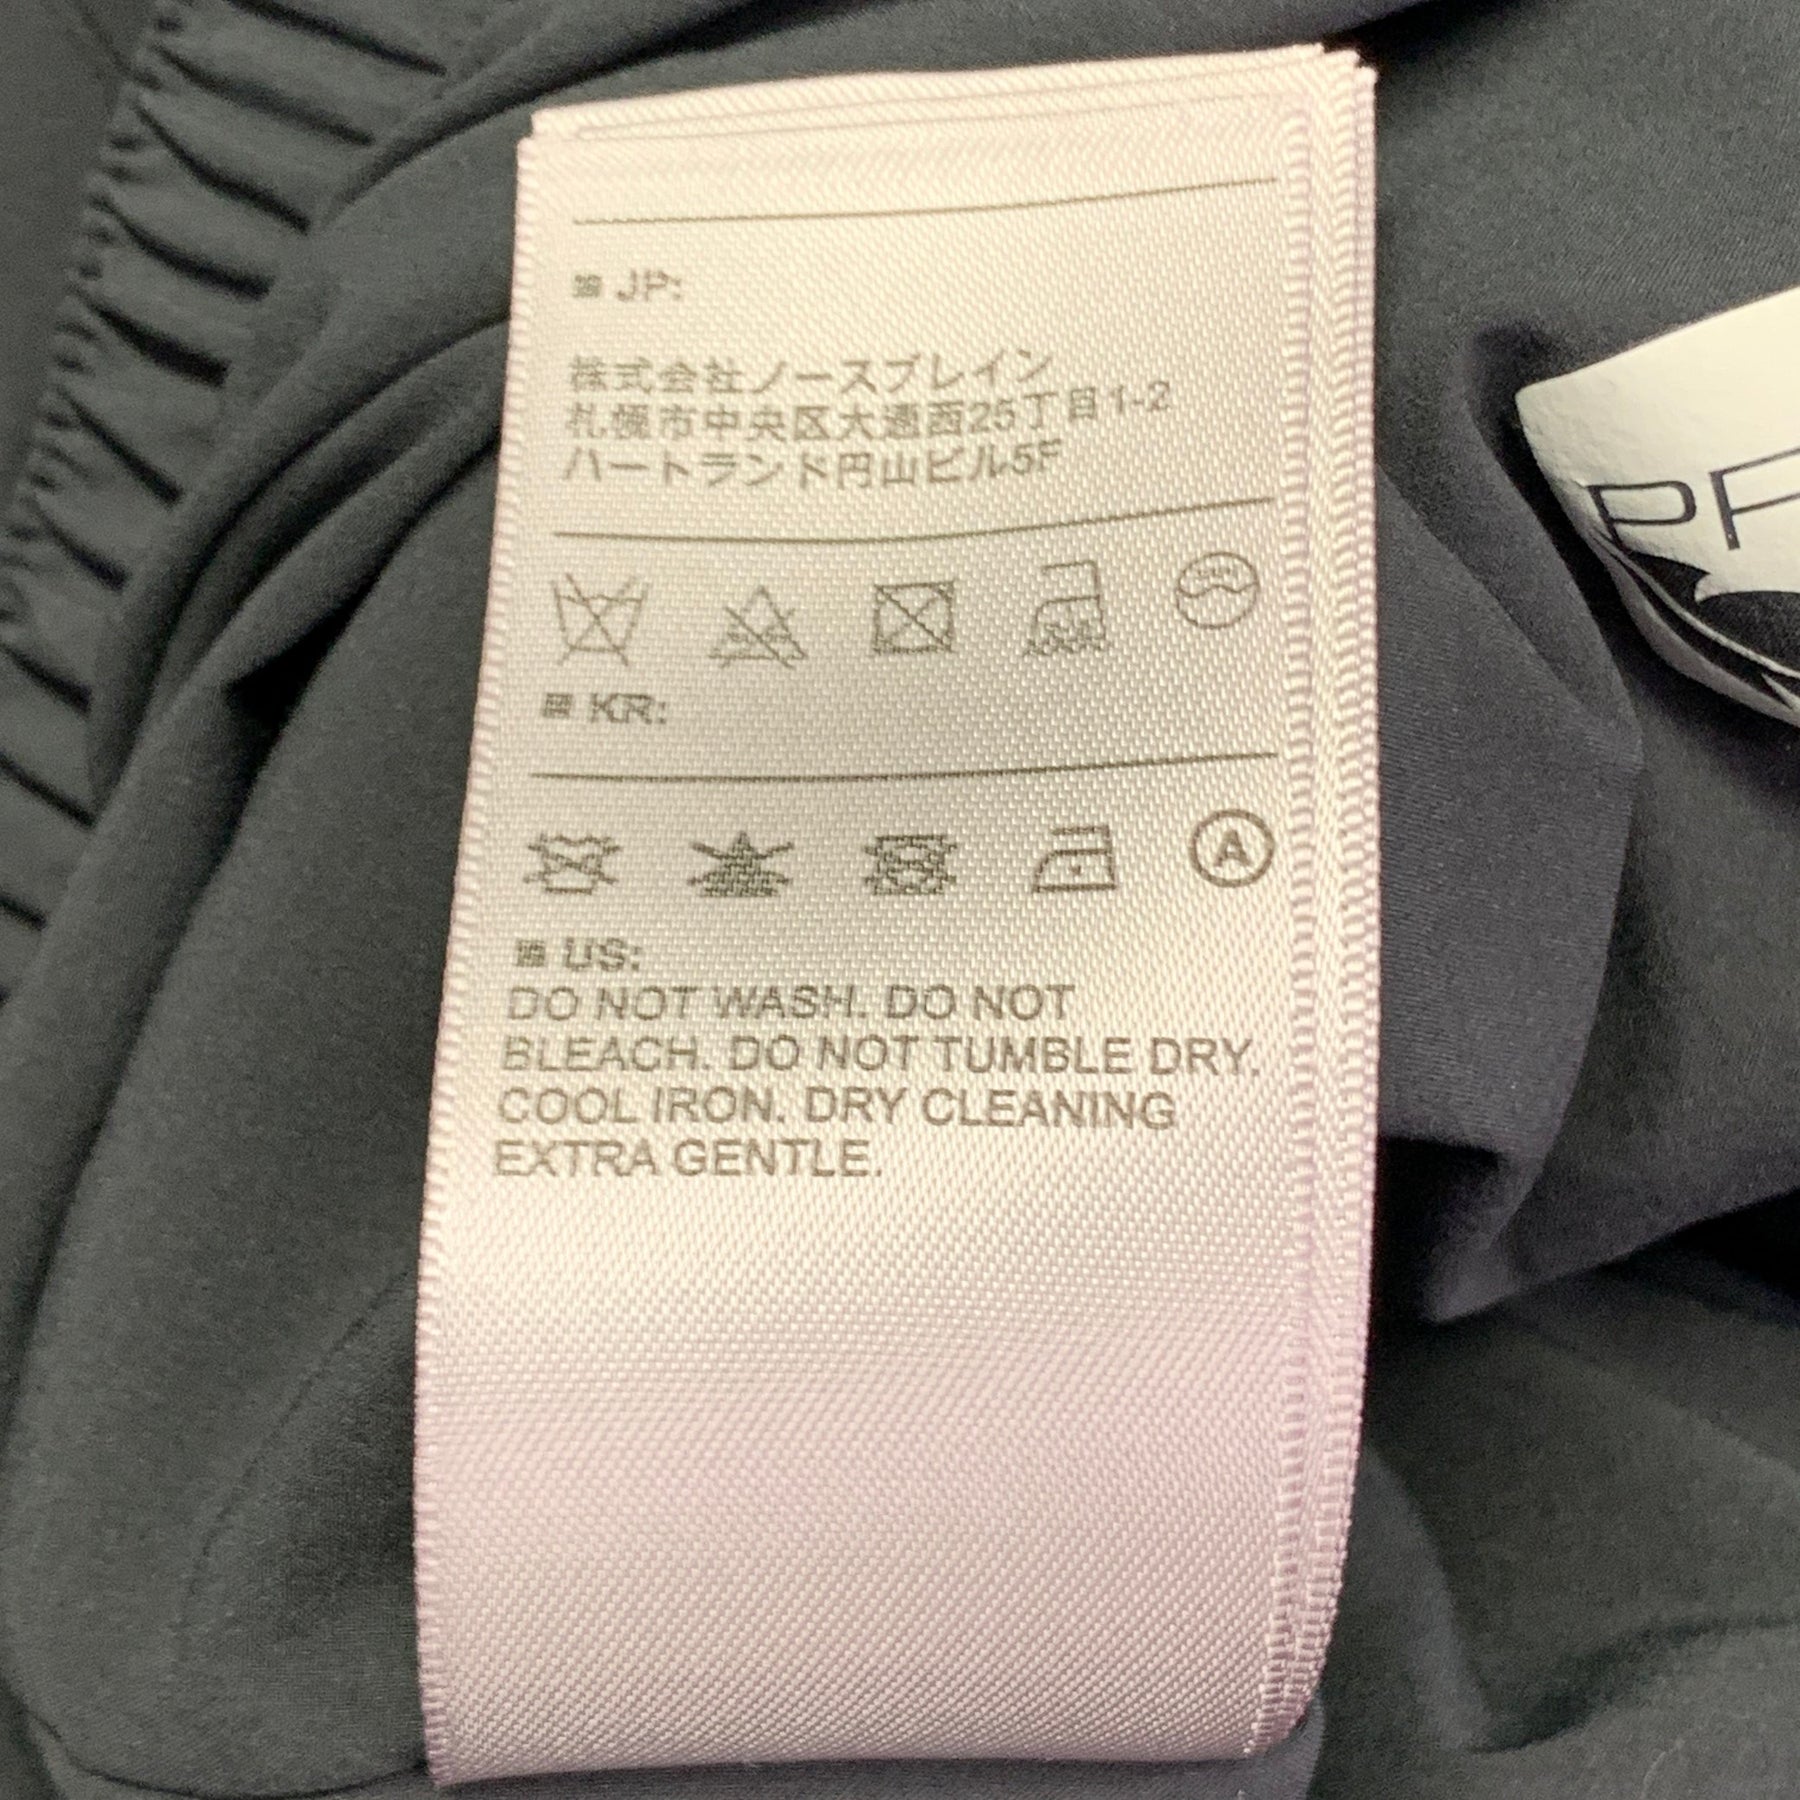 JP:
株式会社ノースブレイン
札幌市中央区大通西25丁目1-2
ハートランド円山ビル5F
KR:
A
US:
DO NOT WASH. DO NOT
BLEACH. DO NOT TUMBLE DRY.
COOL IRON. DRY CLEANING
EXTRA GENTLE.